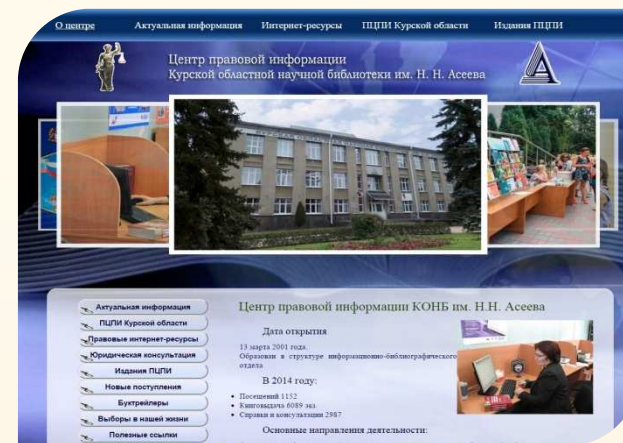 О центре Актуальная информация Интернет-ресурсы ПЦПИ Курской области Издания ПЦПИ
Центр правовой информации
Курской областной научной библиотеки им. Н. Н. Асеева
Актуальная информация
ПЦПИ Курской области
Правовые интернет-ресурсы
Юридическая консультация
Издания ПЦПИ
Новые поступления
Буктрейлеры
Выборы в нашей жизни
Полезные ссылки
Центр правовой информации КОНБ им. Н.Н. Асеева
Дата открытия
13 марта 2001 года.
Образован в структуре информационно-библиографического
отдела
В 2014 году:
Посещений 1152
Книговыдача 6089 экз.
Справки и консультации 2987
Основные направления деятельности: